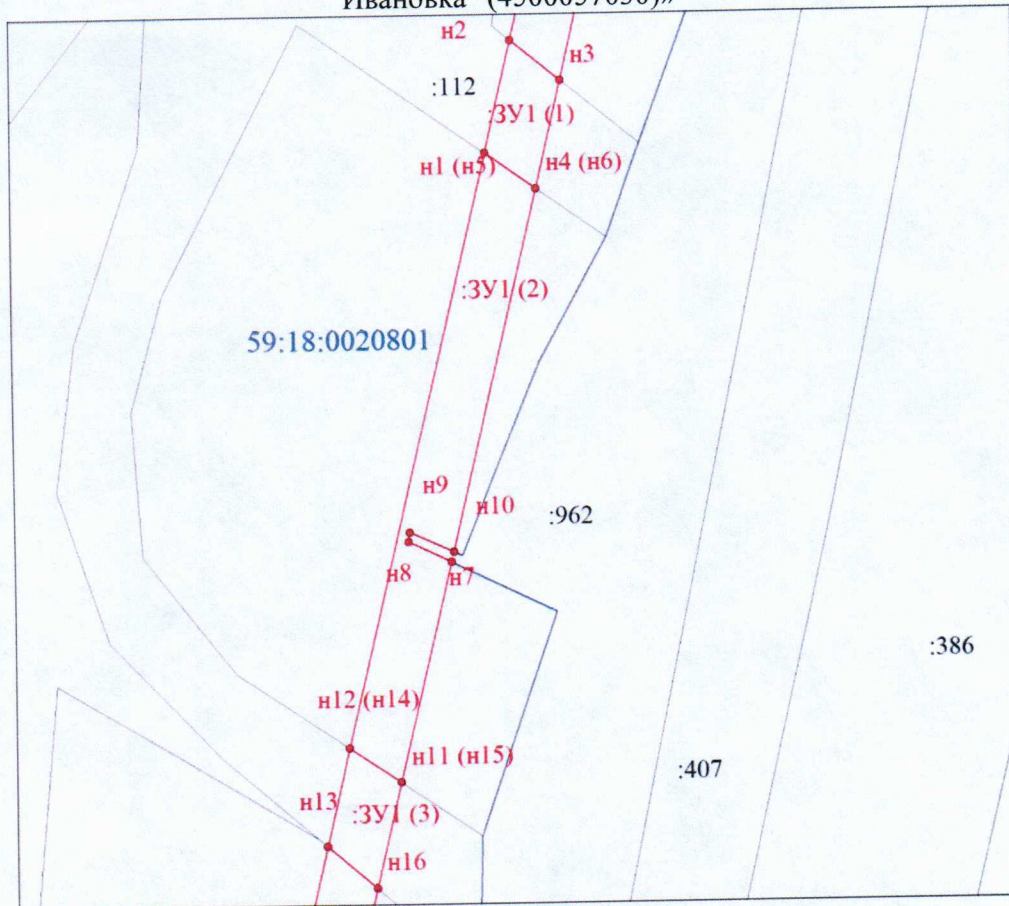 н2
н3
:112
:ЗУ1 (1)
н1 (н5)
н4 (н6)
:ЗУ1 (2)
59:18:0020801
н9
н10
:962
н8
н7
:386
н12 (н14)
н11 (н15)
:407
н13
:ЗУ1 (3)
н16